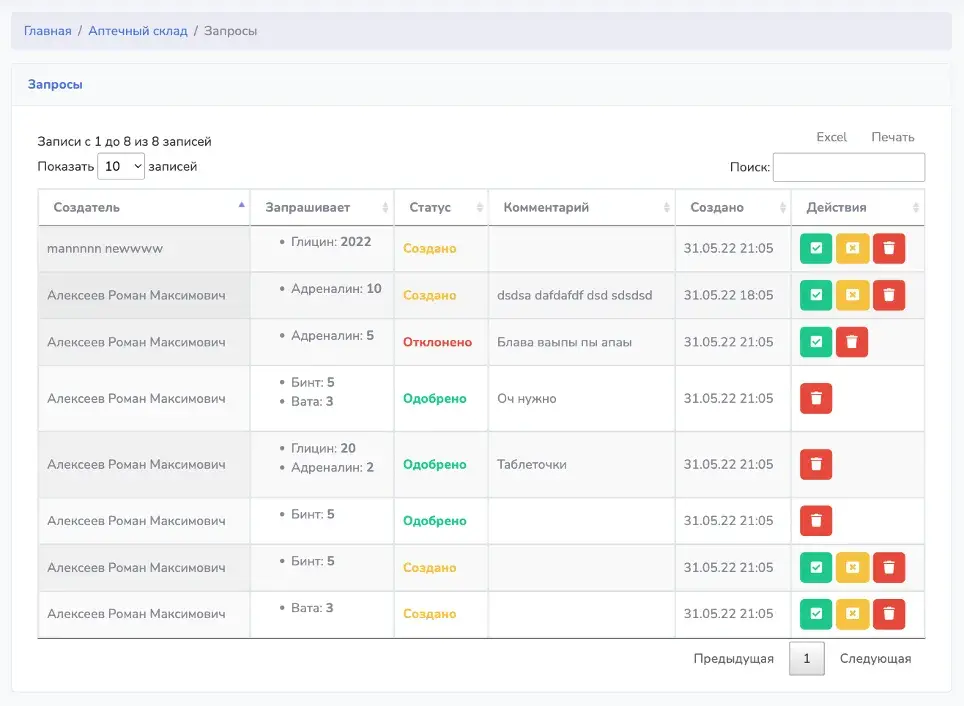 Главная / Аптечный склад / Запросы
Запросы
Записи с 1 до 8 из 8 записей
Excel Печать
Показать 10 записей
Поиск:
Создатель Запрашивает Статус Комментарий Создано Действия
mannnnn newwww Глицин: 2022 Создано 31.05.22 21:05
Алексеев Роман Максимович Адреналин: 10 Создано dsdsa dafdafdf dsd sdsdsd 31.05.22 18:05
Алексеев Роман Максимович Адреналин: 5 Отклонено Блава ваыпы пы апаы 31.05.22 21:05
Алексеев Роман Максимович Бинт: 5 Вата: 3 Одобрено Оч нужно 31.05.22 21:05
Алексеев Роман Максимович Глицин: 20 Адреналин: 2 Одобрено Таблеточки 31.05.22 21:05
Алексеев Роман Максимович Бинт: 5 Одобрено 31.05.22 21:05
Алексеев Роман Максимович Бинт: 5 Создано 31.05.22 21:05
Алексеев Роман Максимович Вата: 3 Создано 31.05.22 21:05
Предыдущая 1 Следующая